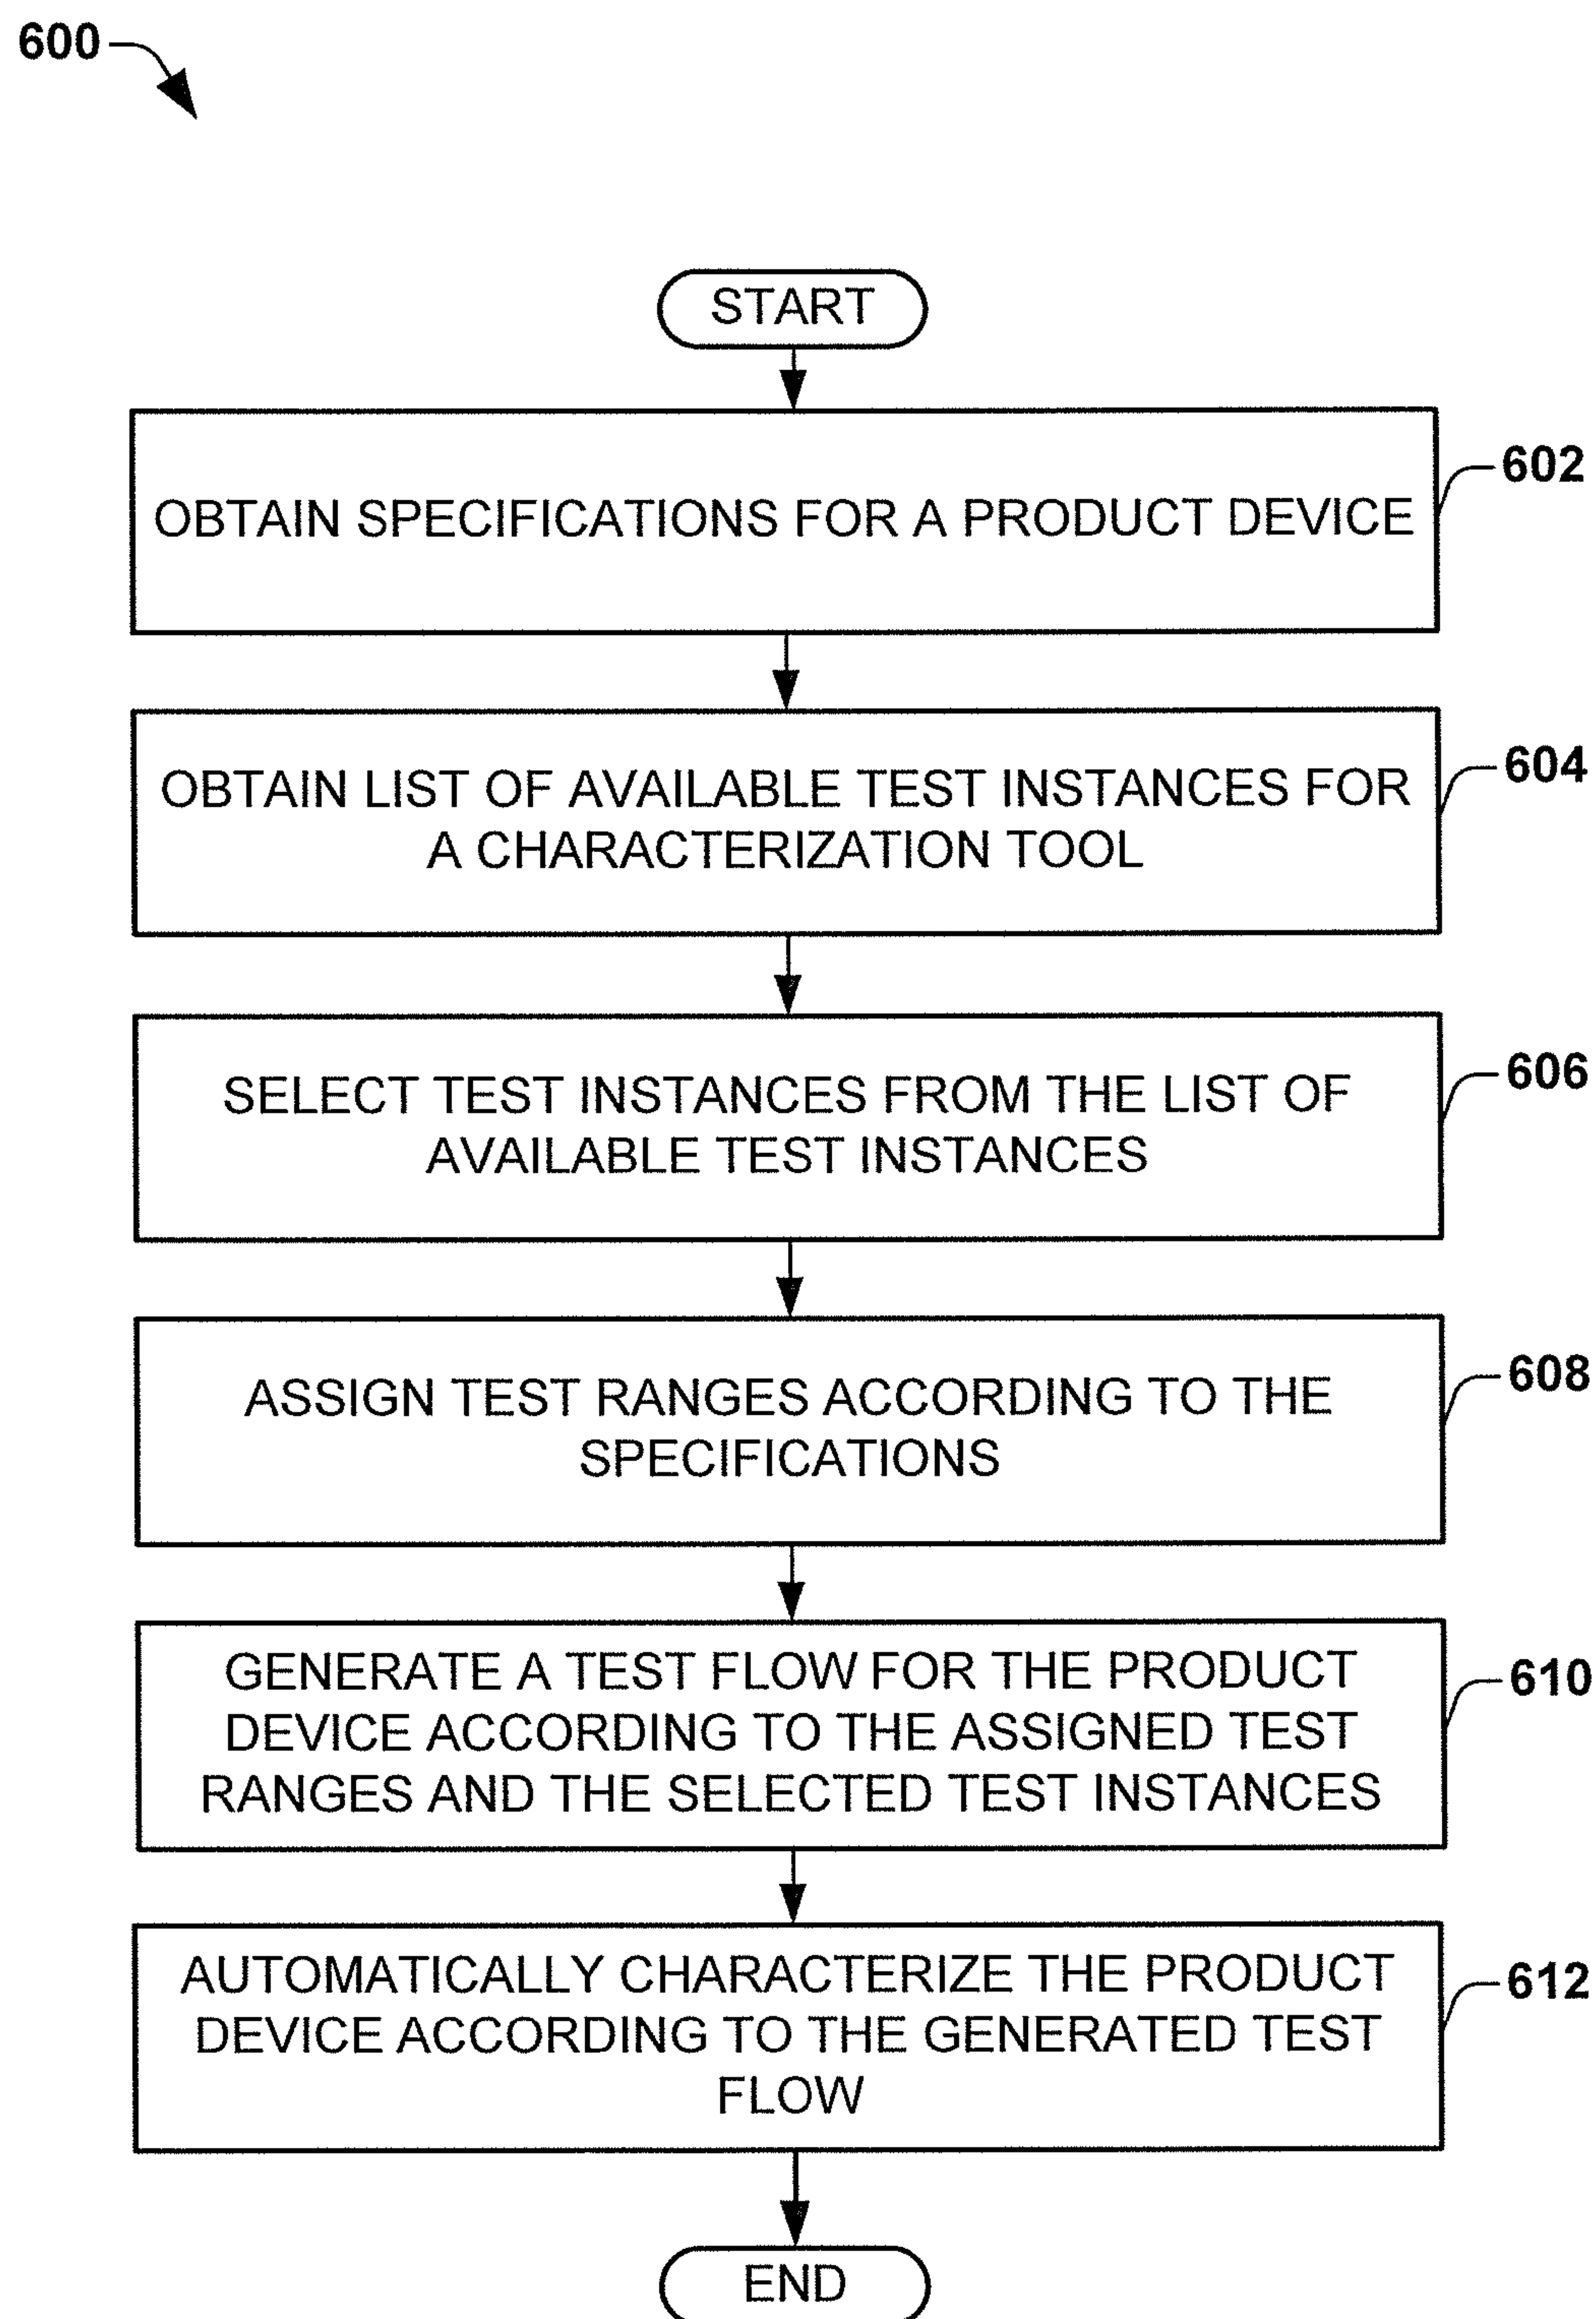 600
START
OBTAIN SPECIFICATIONS FOR A PRODUCT DEVICE
602
OBTAIN LIST OF AVAILABLE TEST INSTANCES FOR
A CHARACTERIZATION TOOL
604
SELECT TEST INSTANCES FROM THE LIST OF
AVAILABLE TEST INSTANCES
606
ASSIGN TEST RANGES ACCORDING TO THE
SPECIFICATIONS
608
GENERATE A TEST FLOW FOR THE PRODUCT
DEVICE ACCORDING TO THE ASSIGNED TEST
RANGES AND THE SELECTED TEST INSTANCES
610
AUTOMATICALLY CHARACTERIZE THE PRODUCT
DEVICE ACCORDING TO THE GENERATED TEST
FLOW
612
END